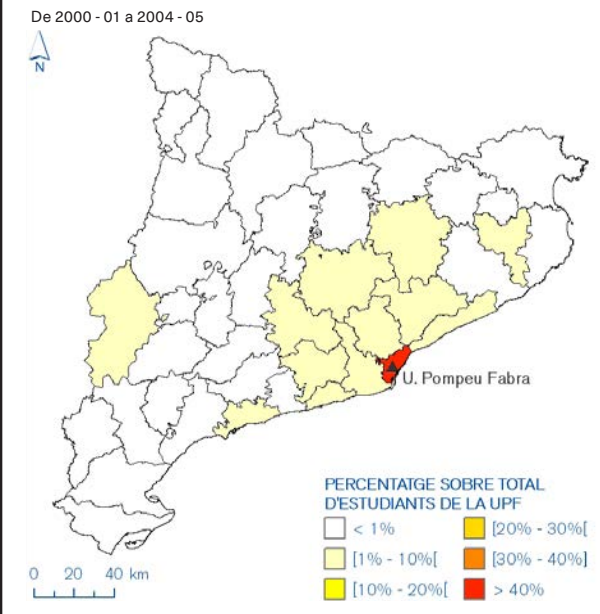 De 2000 - 01 a 2004 - 05
N
U. Pompeu Fabra
PERCENTATGE SOBRE TOTAL
D'ESTUDIANTS DE LA UPF
< 1%
[20% - 30%[
[1% - 10%[
[30% - 40%]
[10% - 20%[
> 40%
0 20 40 km